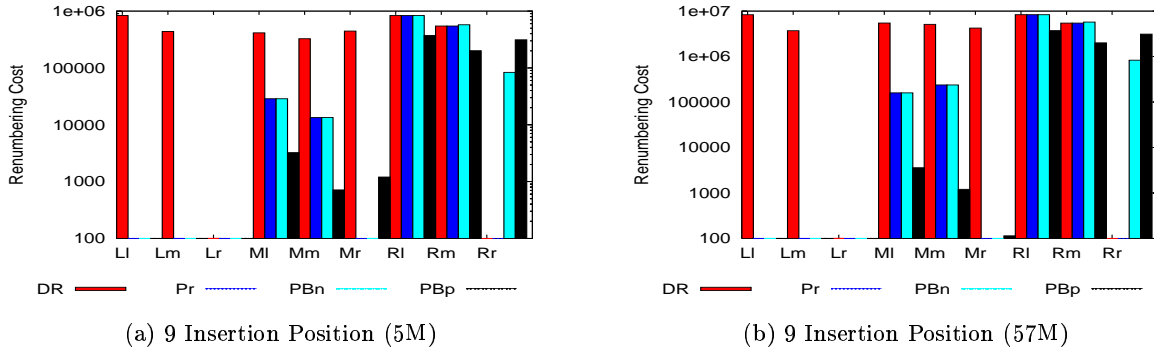 1e+06
100000
10000
1000
100
Renumbering Cost
Ll Lm Lr Ml Mm Mr Rl Rm Rr
DR Pr PBn PBp
(a) 9 Insertion Position (5M)
1e+07
1e+06
100000
10000
1000
100
Renumbering Cost
Ll Lm Lr Ml Mm Mr Rl Rm Rr
DR Pr PBn PBp
(b) 9 Insertion Position (57M)